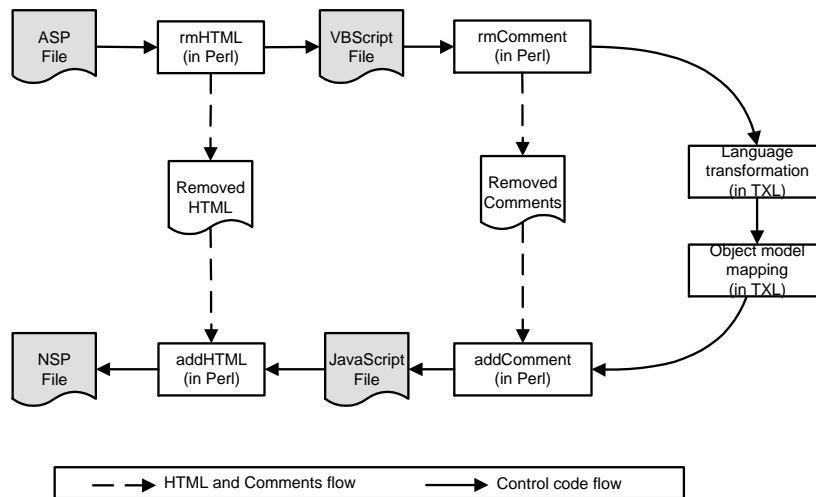 ASP
File
rmHTML
(in Perl)
VBScript
File
rmComment
(in Perl)
Language
transformation
(in TXL)
Removed
HTML
Removed
Comments
Object model
mapping
(in TXL)
NSP
File
addHTML
(in Perl)
JavaScript
File
addComment
(in Perl)
HTML and Comments flow
Control code flow